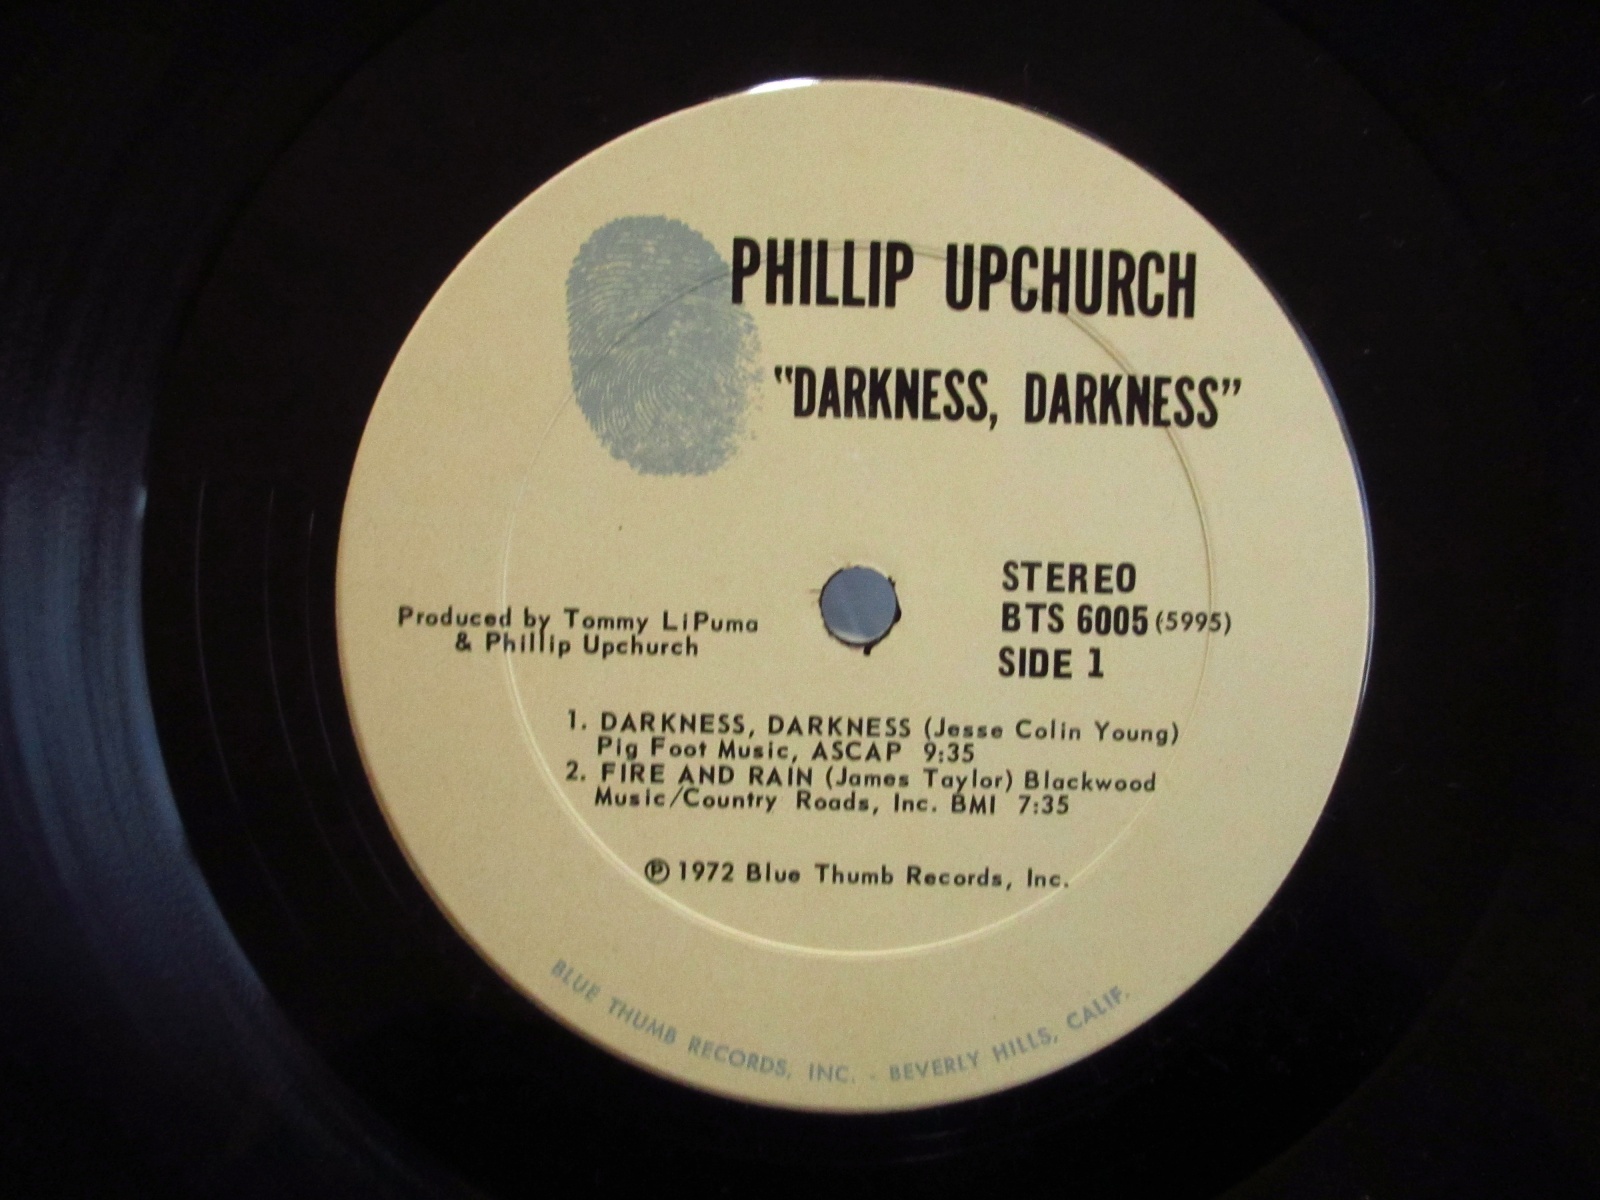 PHILLIP UPCHURCH
"DARKNESS, DARKNESS"
STEREO
BTS 6005 (5995)
SIDE 1
Produced by Tommy LiPuma
& Phillip Upchurch
1. DARKNESS, DARKNESS (Jesse Colin Young)
Pig Foot Music, ASCAP 9:35
2. FIRE AND RAIN (James Taylor) Blackwood
Music/Country Roads, Inc. BMI 7:35
℗ 1972 Blue Thumb Records, Inc.
BLUE THUMB RECORDS, INC. - BEVERLY HILLS, CALIF.